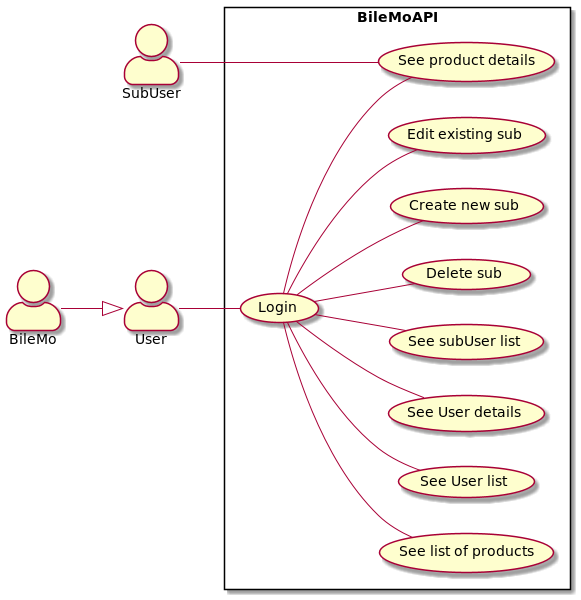 BileMoAPI
SubUser
See product details
Edit existing sub
Create new sub
Delete sub
BileMo
User
Login
See subUser list
See User details
See User list
See list of products